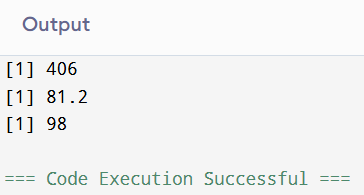 Output
[1] 406
[1] 81.2
[1] 98
=== Code Execution Successful ===